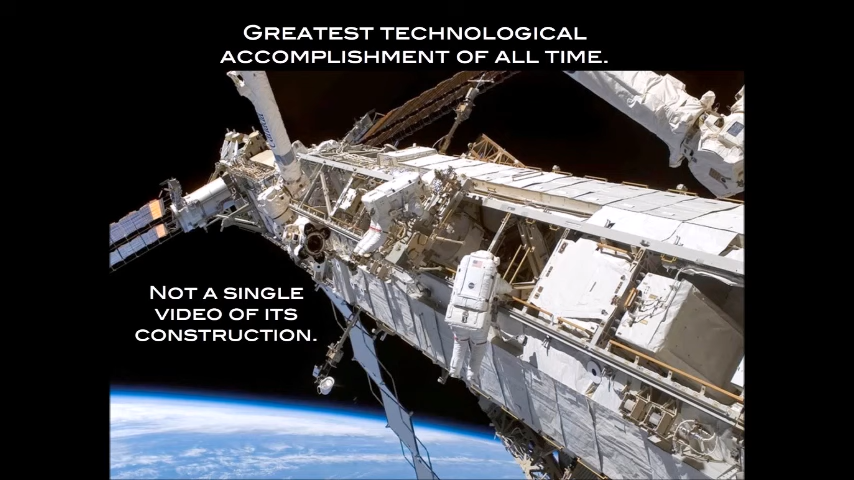 Greatest technological
accomplishment of all time.
Not a single
video of its
construction.